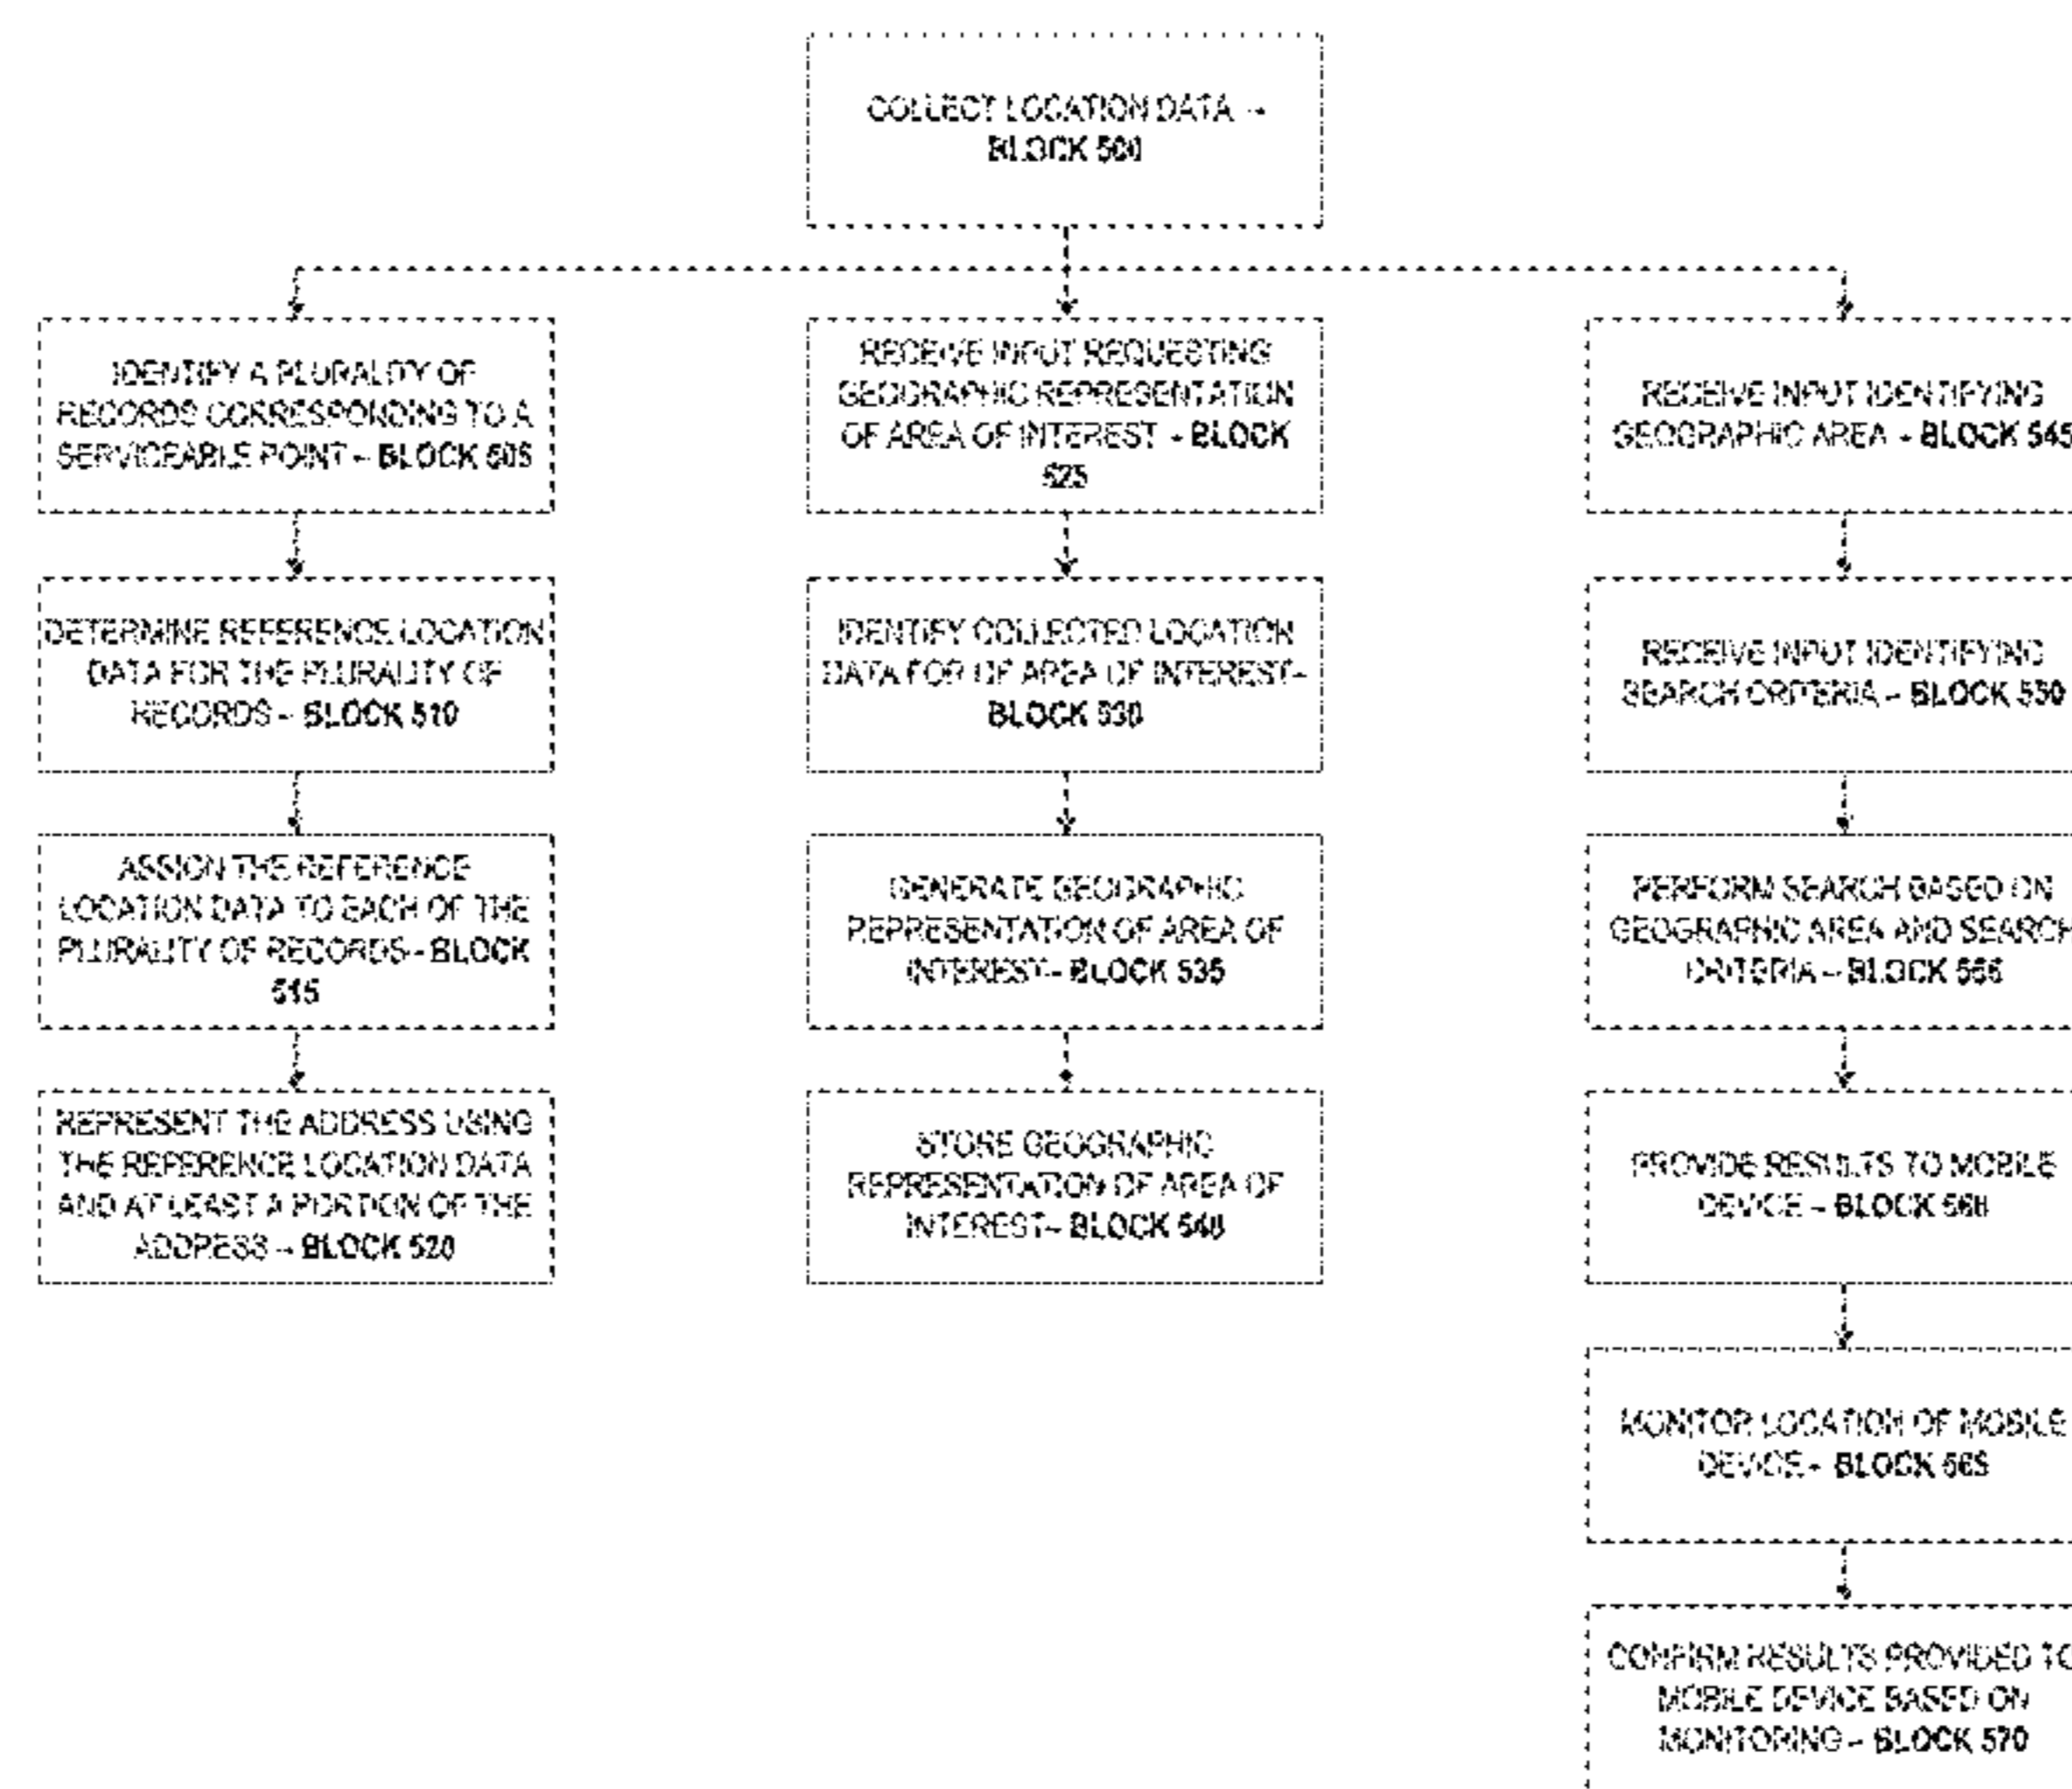 COLLECT LOCATION DATA –
BLOCK 500
IDENTIFY A PLURALITY OF
RECORDS CORRESPONDING TO A
SERVICEABLE POINT – BLOCK 505
DETERMINE REFERENCE LOCATION
DATA FOR THE PLURALITY OF
RECORDS – BLOCK 510
ASSIGN THE REFERENCE
LOCATION DATA TO EACH OF THE
PLURALITY OF RECORDS – BLOCK
515
REPRESENT THE ADDRESS USING
THE REFERENCE LOCATION DATA
AND AT LEAST A PORTION OF THE
ADDRESS – BLOCK 520
RECEIVE INPUT REQUESTING
GEOGRAPHIC REPRESENTATION
OF AREA OF INTEREST – BLOCK
525
IDENTIFY COLLECTED LOCATION
DATA FOR OF AREA OF INTEREST–
BLOCK 530
GENERATE GEOGRAPHIC
REPRESENTATION OF AREA OF
INTEREST– BLOCK 535
STORE GEOGRAPHIC
REPRESENTATION OF AREA OF
INTEREST– BLOCK 540
RECEIVE INPUT IDENTIFYING
GEOGRAPHIC AREA – BLOCK 545
RECEIVE INPUT IDENTIFYING
SEARCH CRITERIA – BLOCK 550
PERFORM SEARCH BASED ON
GEOGRAPHIC AREA AND SEARCH
CRITERIA – BLOCK 555
PROVIDE RESULTS TO MOBILE
DEVICE – BLOCK 560
MONITOR LOCATION OF MOBILE
DEVICE – BLOCK 565
CONFIRM RESULTS PROVIDED TO
MOBILE DEVICE BASED ON
MONITORING – BLOCK 570